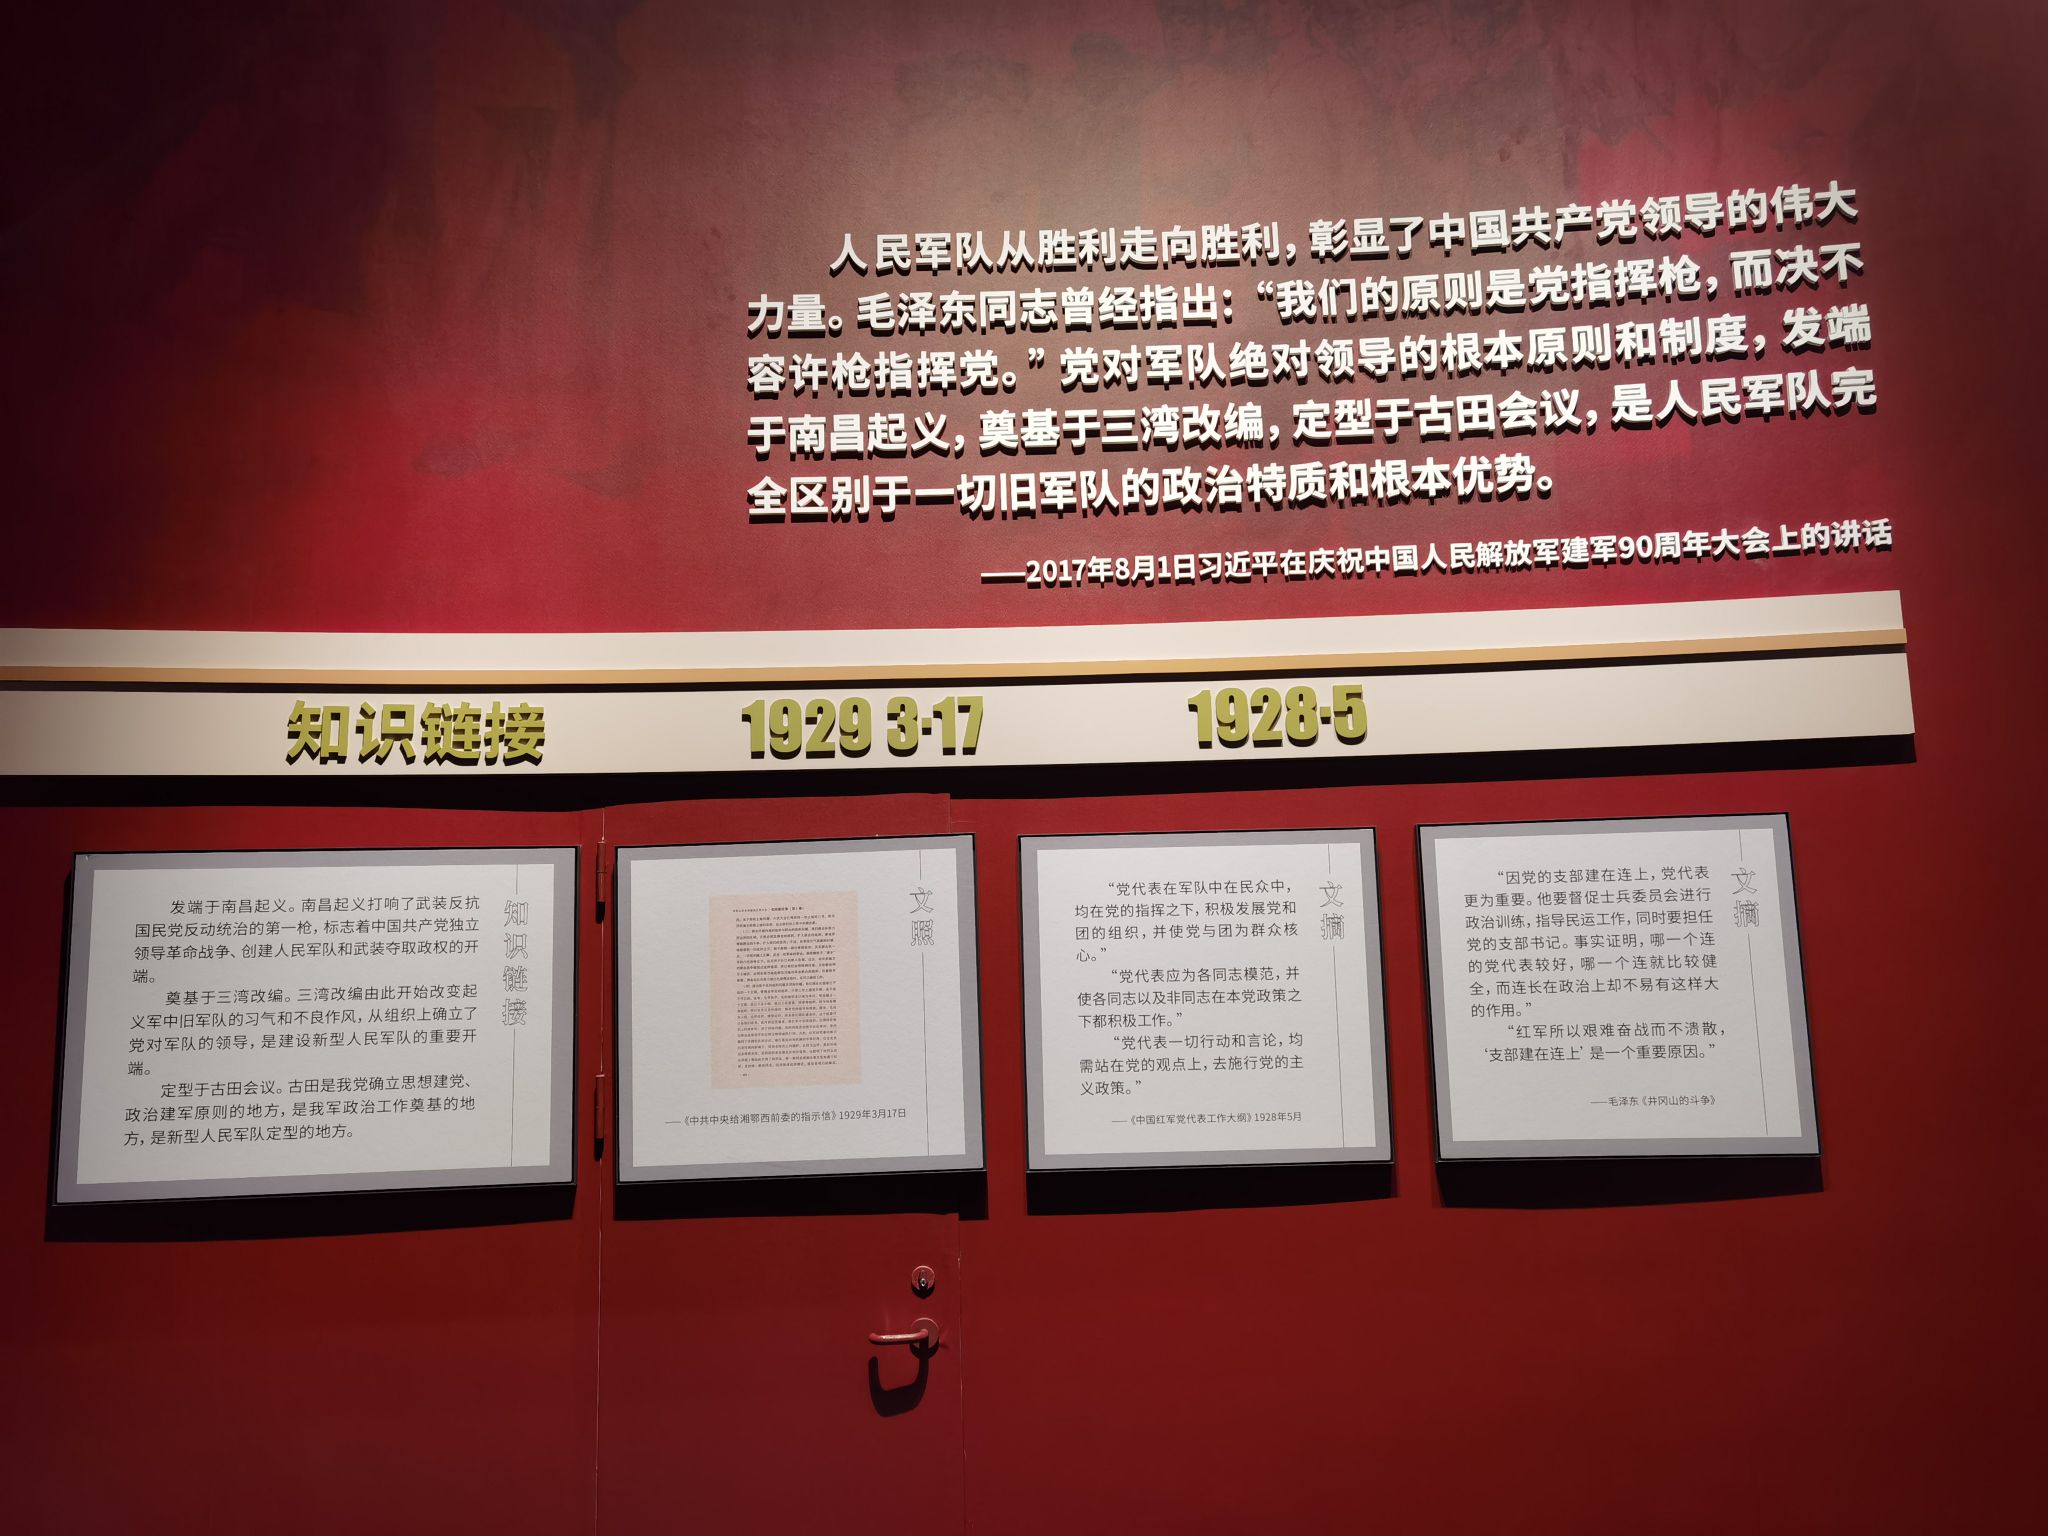 人民军队从胜利走向胜利，彰显了中国共产党领导的伟大
力量。毛泽东同志曾经指出：“我们的原则是党指挥枪，而决不
容许枪指挥党。”党对军队绝对领导的根本原则和制度，发端
于南昌起义，奠基于三湾改编，定型于古田会议，是人民军队完
全区别于一切旧军队的政治特质和根本优势。
——2017年8月1日习近平在庆祝中国人民解放军建军90周年大会上的讲话
知识链接
1929 3·17
1928·5
知识链接
发端于南昌起义。南昌起义打响了武装反抗
国民党反动统治的第一枪，标志着中国共产党独立
领导革命战争、创建人民军队和武装夺取政权的开
端。
奠基于三湾改编。三湾改编由此开始改变起
义军中旧军队的习气和不良作风，从组织上确立了
党对军队的领导，是建设新型人民军队的重要开
端。
定型于古田会议。古田是我党确立思想建党、
政治建军原则的地方，是我军政治工作奠基的地
方，是新型人民军队定型的地方。
文照
——《中共中央给湘鄂西前委的指示信》1929年3月17日
文摘
“党代表在军队中在民众中，
均在党的指挥之下，积极发展党和
团的组织，并使党与团为群众核
心。”
“党代表应为各同志模范，并
使各同志以及非同志在本党政策之
下都积极工作。”
“党代表一切行动和言论，均
需站在党的观点上，去施行党的主
义政策。”
——《中国红军党代表工作大纲》1928年5月
文摘
“因党的支部建在连上，党代表
更为重要。他要督促士兵委员会进行
政治训练，指导民运工作，同时要担任
党的支部书记。事实证明，哪一个连
的党代表较好，哪一个连就比较健
全，而连长在政治上却不易有这样大
的作用。”
“红军所以艰难奋战而不溃散，
‘支部建在连上’是一个重要原因。”
——毛泽东《井冈山的斗争》